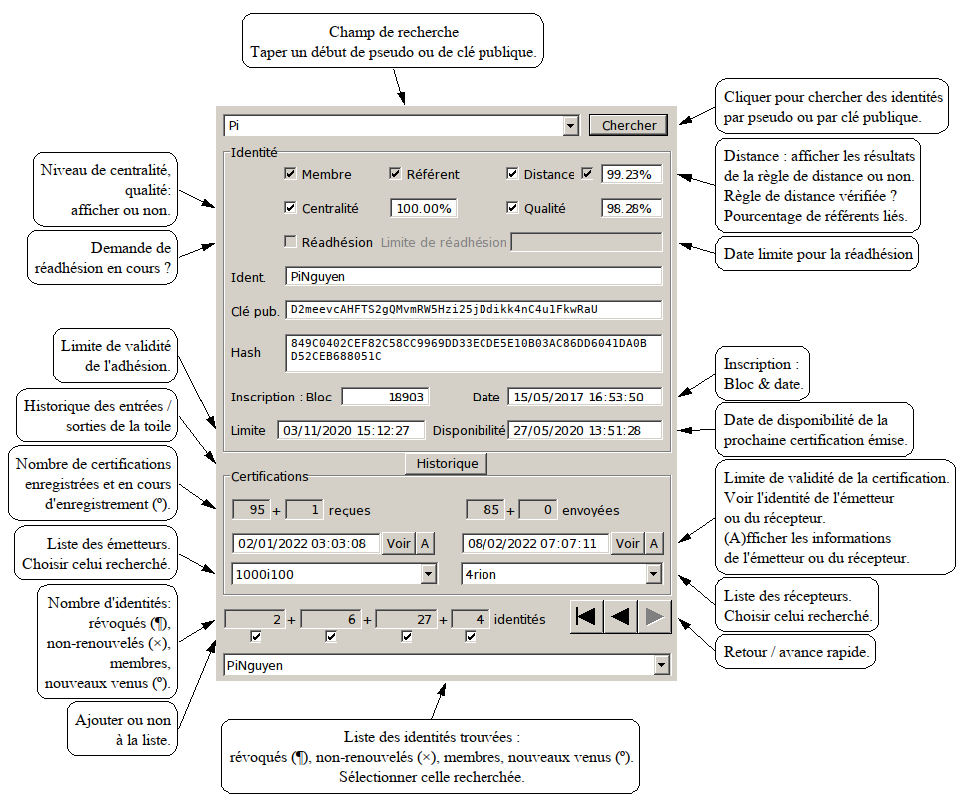 Champ de recherche
Taper un début de pseudo ou de clé publique.
Cliquer pour chercher des identités
par pseudo ou par clé publique.
Pi
Chercher
Identité
Membre
Référent
Distance
99.23%
Distance : afficher les résultats
de la règle de distance ou non.
Règle de distance vérifiée ?
Pourcentage de référents liés.
Niveau de centralité,
qualité:
afficher ou non.
Centralité
100.00%
Qualité
98.28%
Demande de
réadhésion en cours ?
Réadhésion
Limite de réadhésion
Date limite pour la réadhésion
Ident.
PiNguyen
Clé pub.
D2meevcAHFTS2gQMvmRW5Hzi25jDdikk4nC4u1FkwRaU
Hash
849C0402CEF82C58CC9969DD33ECDE5E10B03AC86DD6041DA0B
D52CEB688051C
Limite de validité
de l'adhésion.
Inscription :
Bloc & date.
Inscription : Bloc
18903
Date
15/05/2017 16:53:50
Historique des entrées /
sorties de la toile
Limite
03/11/2020 15:12:27
Disponibilité
27/05/2020 13:51:28
Date de disponibilité de la
prochaine certification émise.
Historique
Certifications
Nombre de certifications
enregistrées et en cours
d'enregistrement (º).
95 + 1 reçues
85 + 0 envoyées
Limite de validité de la certification.
Voir l'identité de l'émetteur
ou du récepteur.
(A)fficher les informations
de l'émetteur ou du récepteur.
02/01/2022 03:03:08
Voir
A
08/02/2022 07:07:11
Voir
A
Liste des émetteurs.
Choisir celui recherché.
1000i100
4rion
Liste des récepteurs.
Choisir celui recherché.
Nombre d'identités:
révoqués (¶),
non-renouvelés (×),
membres,
nouveaux venus (º).
2 + 6 + 27 + 4 identités
Retour / avance rapide.
PiNguyen
Ajouter ou non
à la liste.
Liste des identités trouvées :
révoqués (¶), non-renouvelés (×), membres, nouveaux venus (º).
Sélectionner celle recherchée.